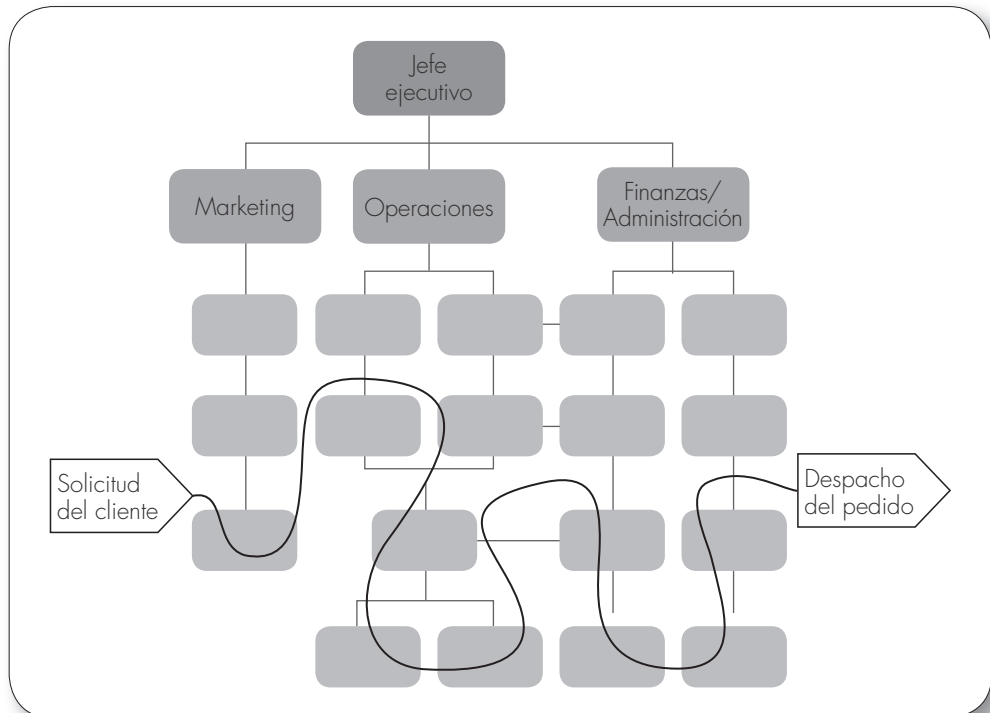 Jefe
ejecutivo
Marketing
Operaciones
Finanzas/
Administración
Solicitud
del cliente
Despacho
del pedido